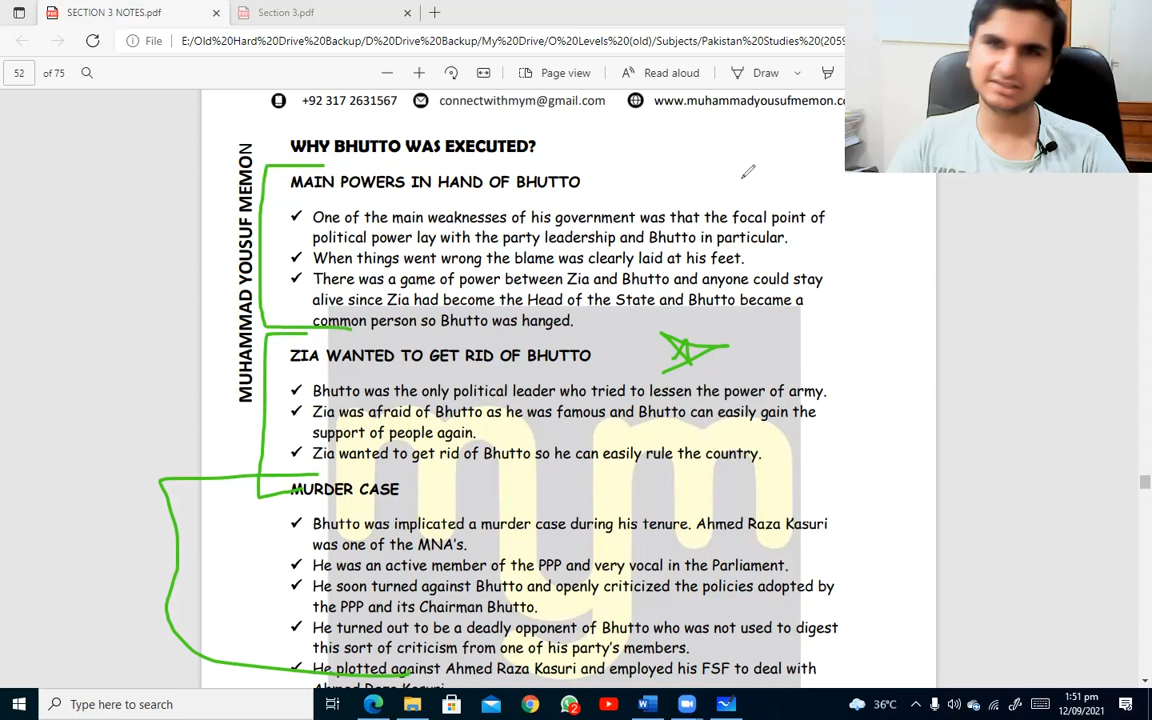 SECTION 3 NOTES.pdf
Section 3.pdf
File
E:/Old%20Hard%20Drive%20Backup/D%20Drive%20Backup/My%20Drive/O%20Levels%20(old)/Subjects/Pakistan%20Studies%20(2059
52 of 75
Page view
Read aloud
Draw
+92 317 2631567
connectwithmym@gmail.com
www.muhammadyousufmemon.co
MUHAMMAD YOUSUF MEMON
WHY BHUTTO WAS EXECUTED?
MAIN POWERS IN HAND OF BHUTTO
✓ One of the main weaknesses of his government was that the focal point of
political power lay with the party leadership and Bhutto in particular.
✓ When things went wrong the blame was clearly laid at his feet.
✓ There was a game of power between Zia and Bhutto and anyone could stay
alive since Zia had become the Head of the State and Bhutto became a
common person so Bhutto was hanged.
ZIA WANTED TO GET RID OF BHUTTO
✓ Bhutto was the only political leader who tried to lessen the power of army.
✓ Zia was afraid of Bhutto as he was famous and Bhutto can easily gain the
support of people again.
✓ Zia wanted to get rid of Bhutto so he can easily rule the country.
MURDER CASE
✓ Bhutto was implicated a murder case during his tenure. Ahmed Raza Kasuri
was one of the MNA's.
✓ He was an active member of the PPP and very vocal in the Parliament.
✓ He soon turned against Bhutto and openly criticized the policies adopted by
the PPP and its Chairman Bhutto.
✓ He turned out to be a deadly opponent of Bhutto who was not used to digest
this sort of criticism from one of his party's members.
✓ He plotted against Ahmed Raza Kasuri and employed his FSF to deal with
Ahmed Raza Kasuri
mym
Type here to search
2
36°C
1:51 pm
12/09/2021